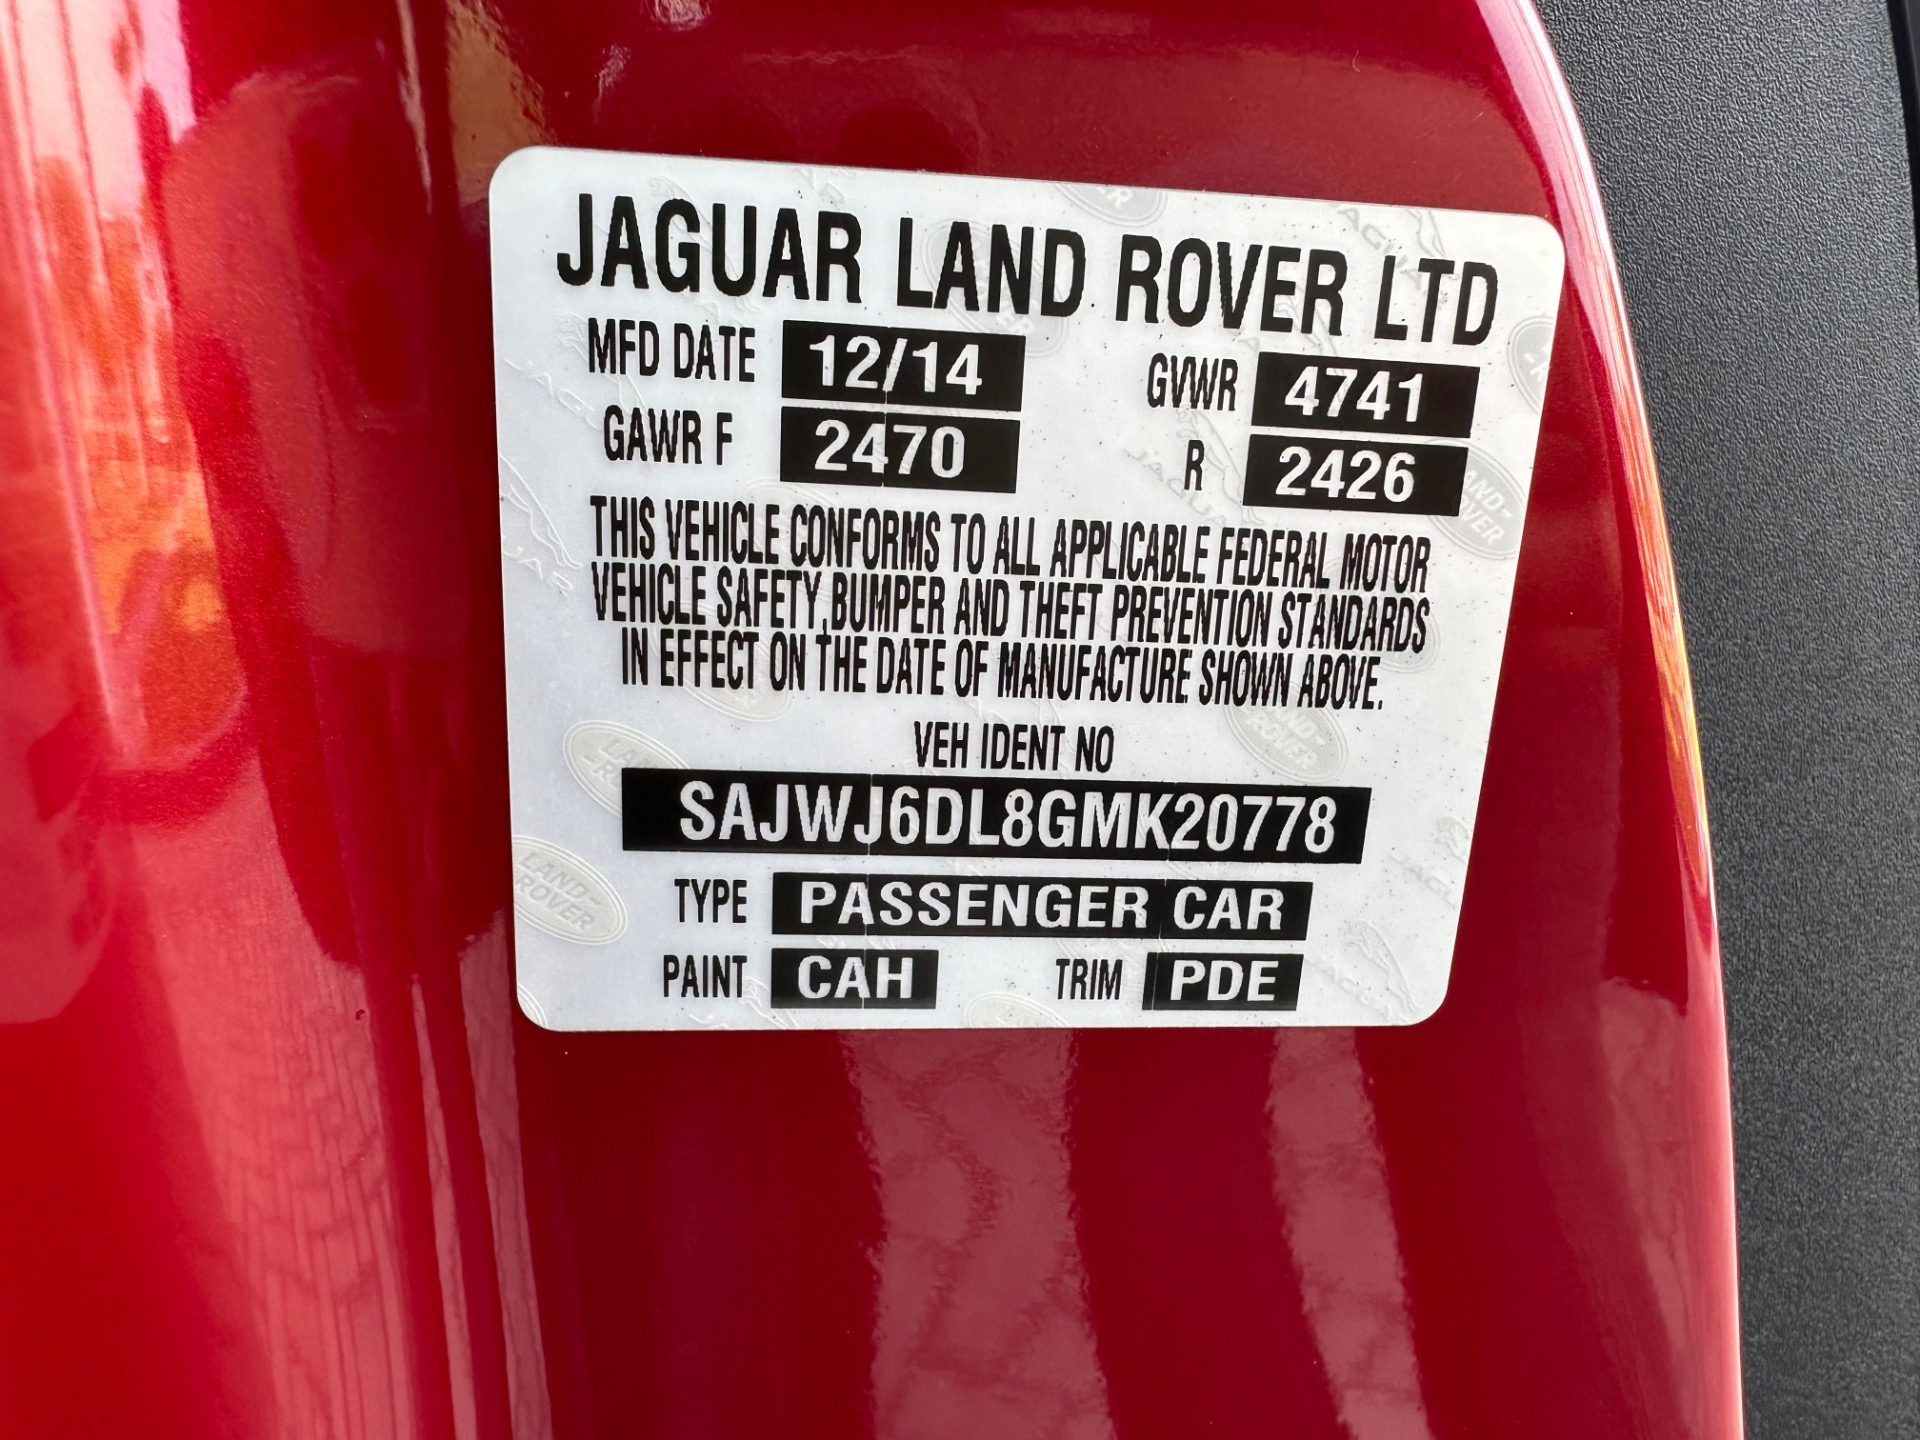 JAGUAR LAND ROVER LTD
MFD DATE 12/14 GVWR 4741
GAWR F 2470 R 2426
THIS VEHICLE CONFORMS TO ALL APPLICABLE FEDERAL MOTOR
VEHICLE SAFETY,BUMPER AND THEFT PREVENTION STANDARDS
IN EFFECT ON THE DATE OF MANUFACTURE SHOWN ABOVE.
VEH IDENT NO
SAJWJ6DL8GMK20778
TYPE PASSENGER CAR
PAINT CAH TRIM PDE